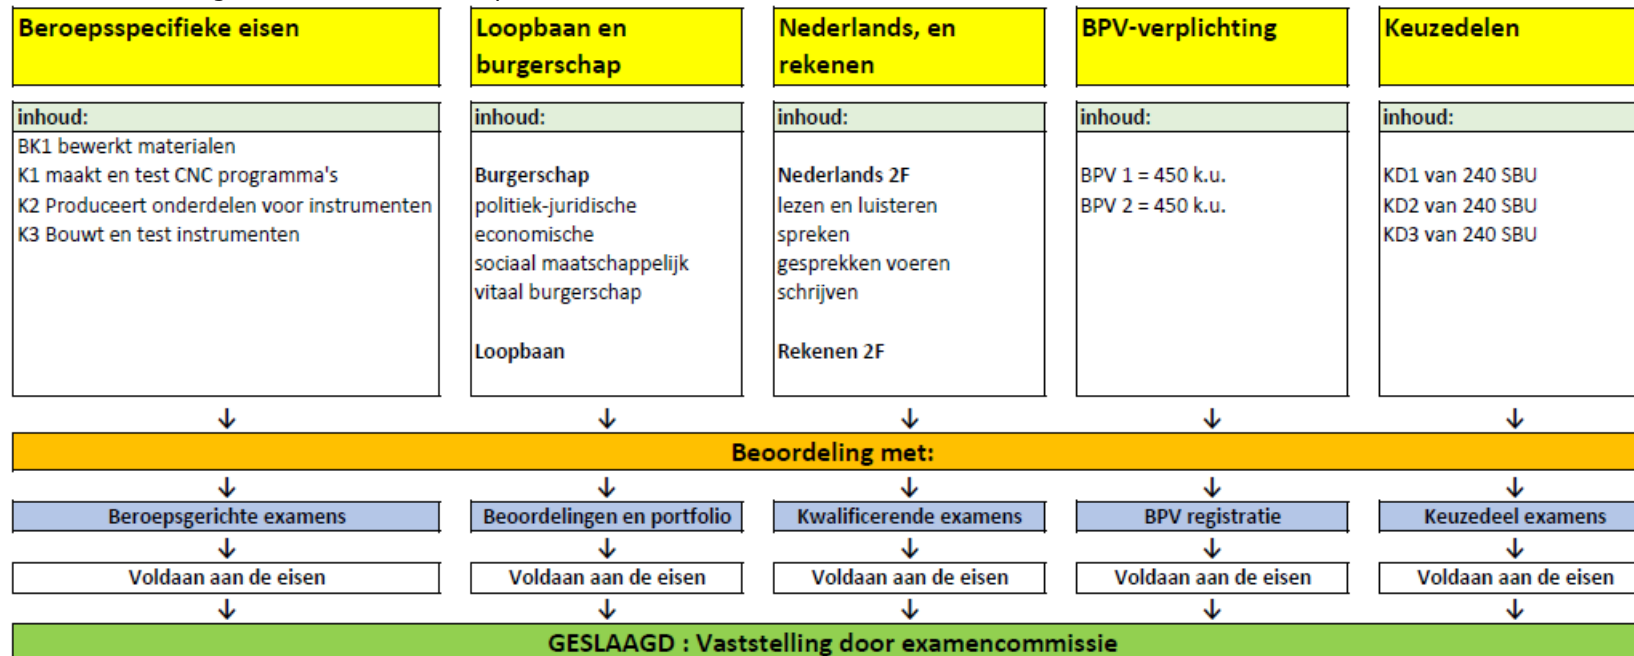 Beroepsspecifieke eisen
Loopbaan en
burgerschap
Nederlands, en
rekenen
BPV-verplichting
Keuzedelen
inhoud:
BK1 bewerkt materialen
K1 maakt en test CNC programma's
K2 Produceert onderdelen voor instrumenten
K3 Bouwt en test instrumenten
inhoud:
Burgerschap
politiek-juridische
economische
sociaal maatschappelijk
vitaal burgerschap
Loopbaan
inhoud:
Nederlands 2F
lezen en luisteren
spreken
gesprekken voeren
schrijven
Rekenen 2F
inhoud:
BPV 1 = 450 k.u.
BPV 2 = 450 k.u.
inhoud:
KD1 van 240 SBU
KD2 van 240 SBU
KD3 van 240 SBU
Beoordeling met:
Beroepsgerichte examens
Beoordelingen en portfolio
Kwalificerende examens
BPV registratie
Keuzedeel examens
Voldaan aan de eisen
Voldaan aan de eisen
Voldaan aan de eisen
Voldaan aan de eisen
Voldaan aan de eisen
GESLAAGD : Vaststelling door examencommissie